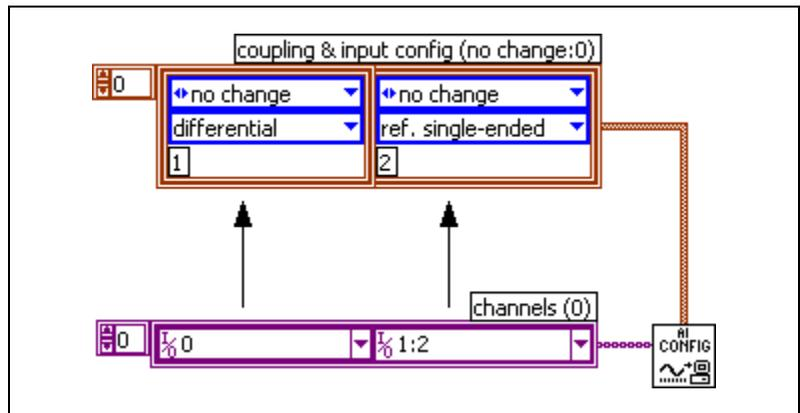 coupling & input config (no change:0)
0
no change
no change
differential
ref. single-ended
1
2
channels (0)
0
I/O 0
I/O 1:2
AI
CONFIG